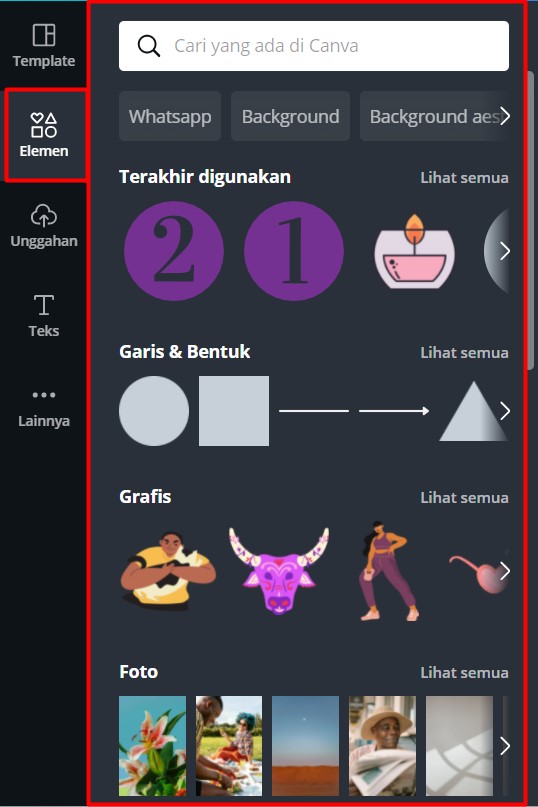 Template
Elemen
Unggahan
Teks
Lainnya
Cari yang ada di Canva
Whatsapp
Background
Background aest
Terakhir digunakan
Lihat semua
2
1
Garis & Bentuk
Lihat semua
Grafis
Lihat semua
Foto
Lihat semua